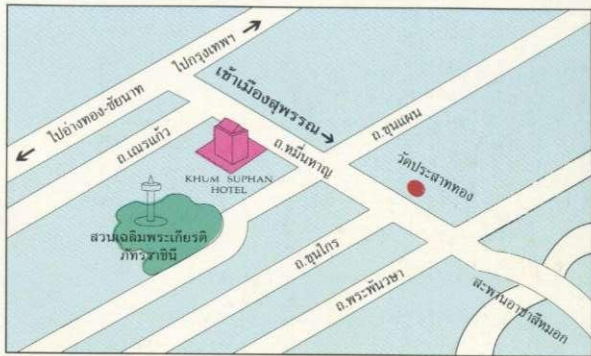 ไปกรุงเทพฯ
ไปอ่างทอง-ชัยนาท
เข้าเมืองสุพรรณ
ถ.ขุนแผน
ถ.เณรแก้ว
ถ.หมื่นหาญ
วัดประสาททอง
KHUM SUPHAN
HOTEL
สวนเฉลิมพระเกียรติ
ภัทรราชินี
ถ.ขุนไกร
ถ.พระพันวษา
สะพานอาชาสีหมอก